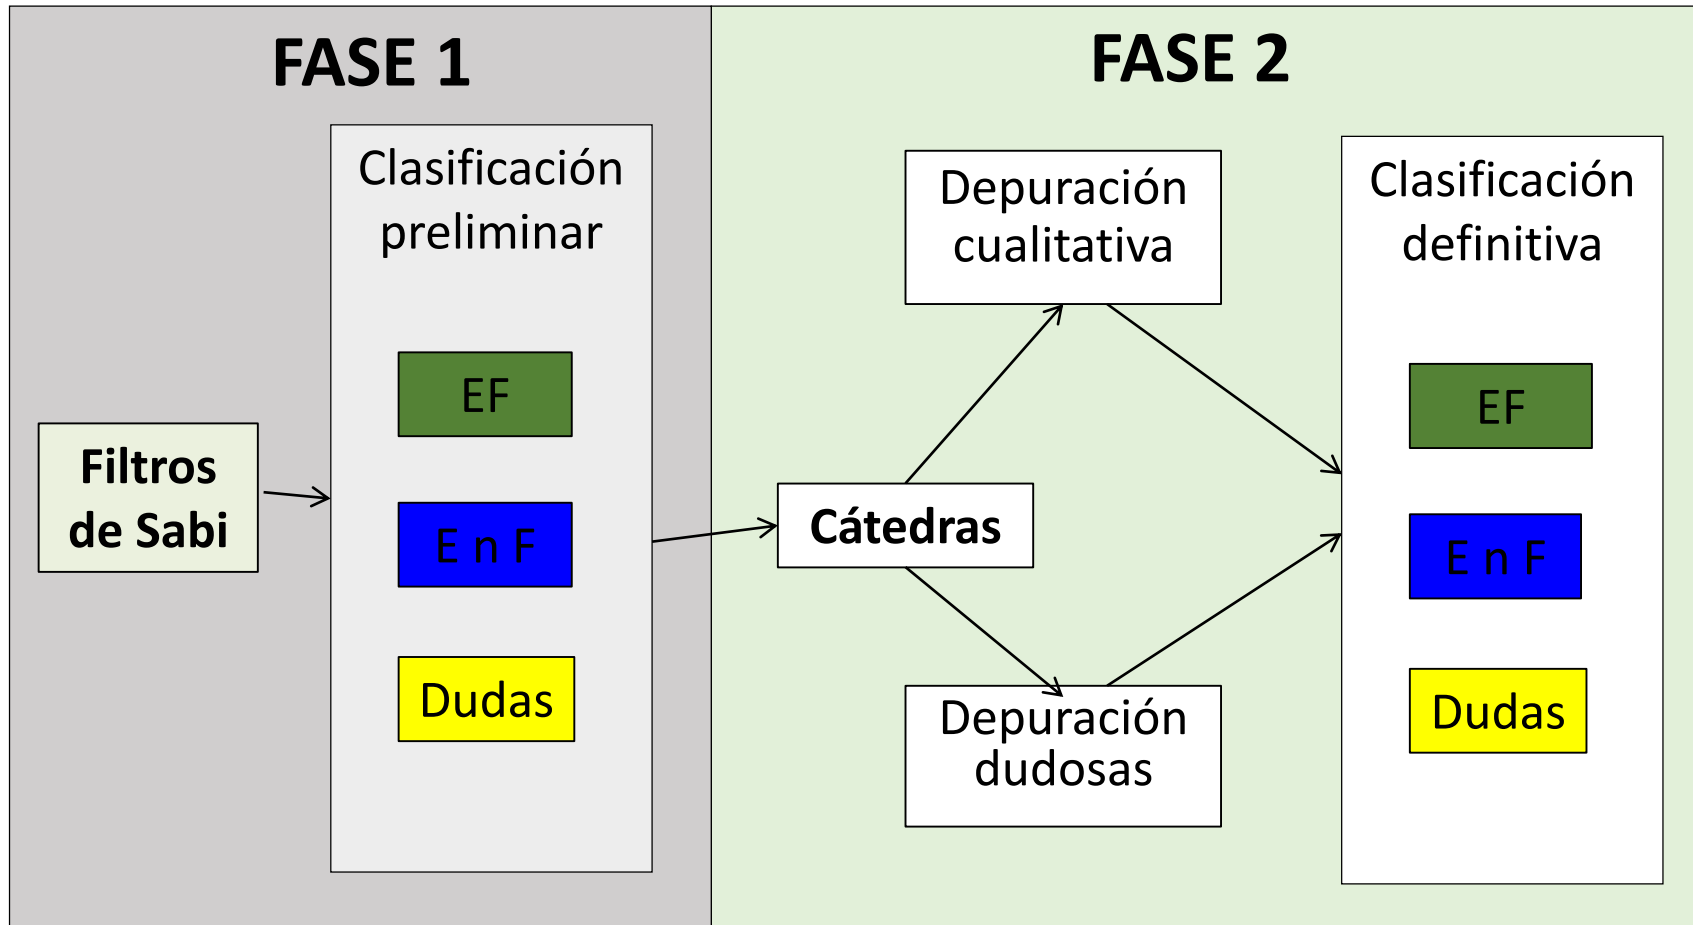 FASE 1
Clasificación
preliminar
EF
E n F
Dudas
Filtros
de Sabi
FASE 2
Depuración
cualitativa
Cátedras
Depuración
dudosas
Clasificación
definitiva
EF
E n F
Dudas